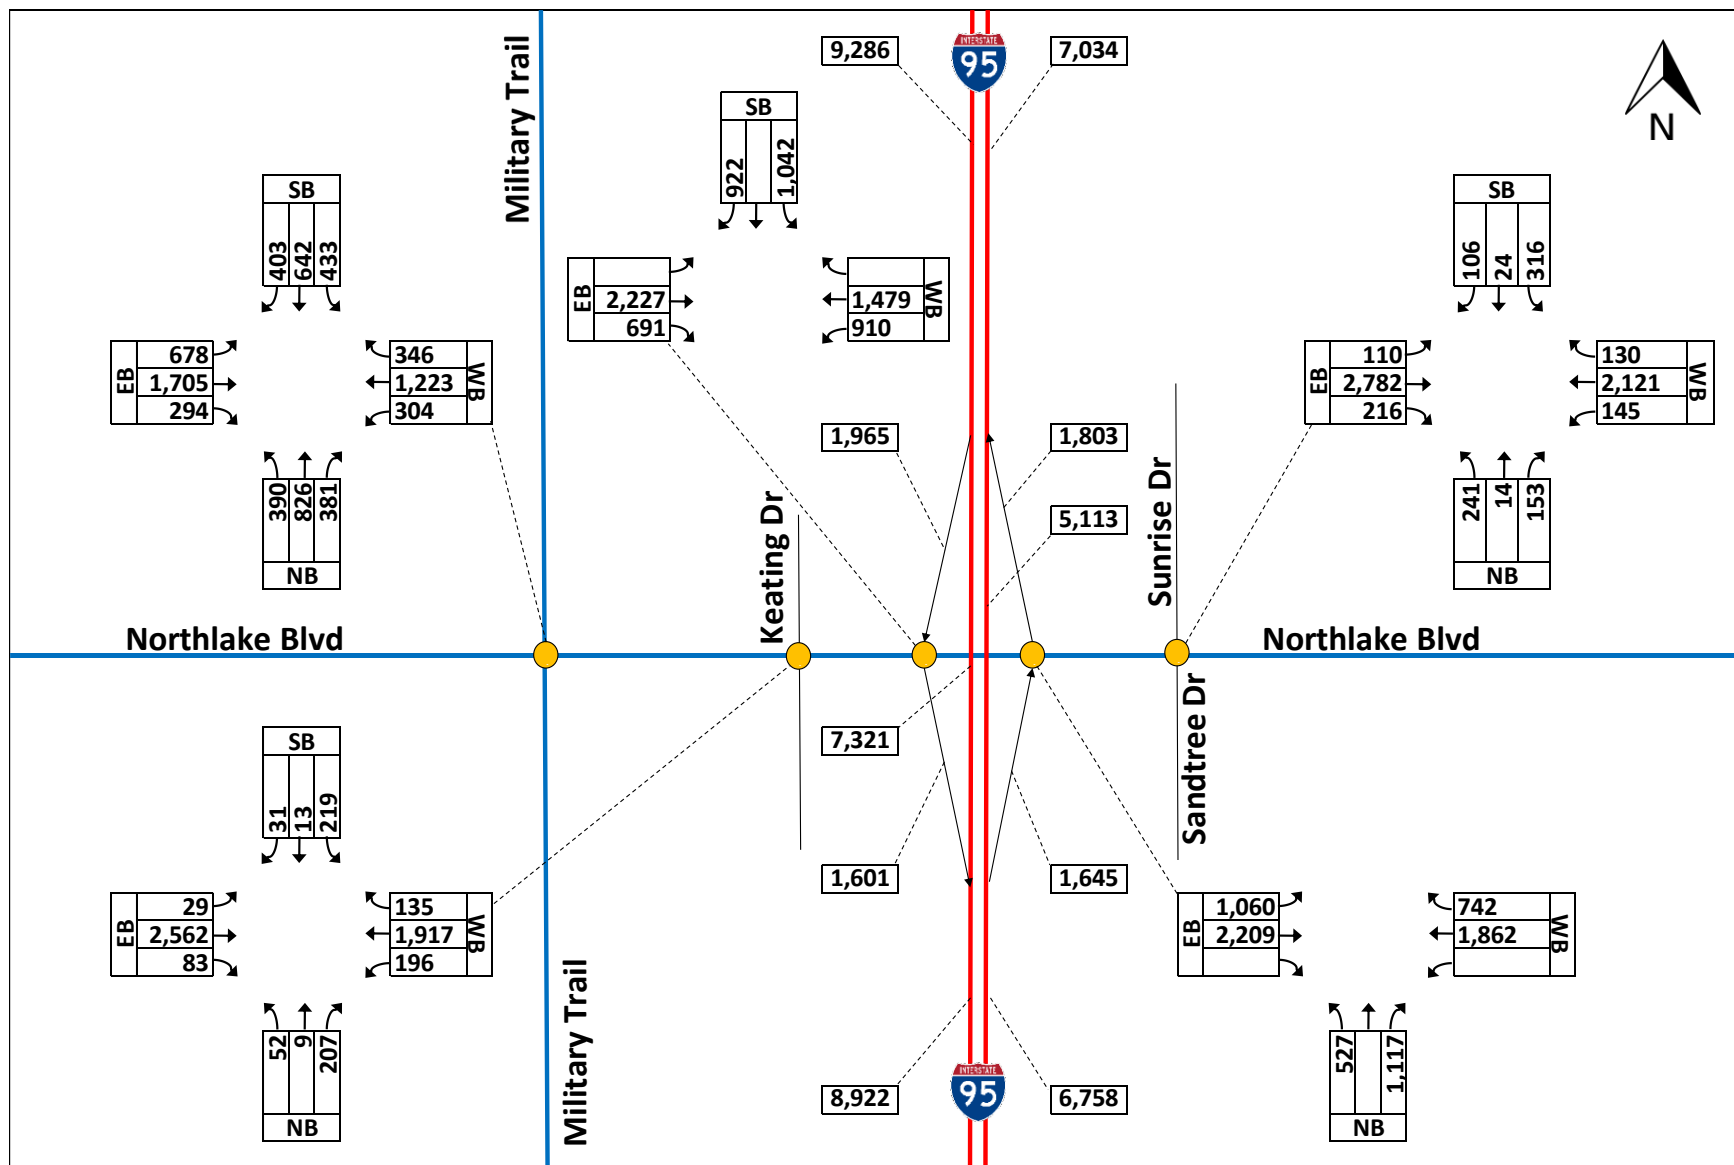 9,286
INTERSTATE
95
7,034
N
Military Trail
SB
922
1,042
EB
2,227
691
1,479
910
WB
SB
403
642
433
EB
678
1,705
294
346
1,223
304
WB
390
826
381
NB
SB
106
24
316
EB
110
2,782
216
130
2,121
145
WB
241
14
153
NB
1,965
1,803
5,113
Keating Dr
Sunrise Dr
Northlake Blvd
Northlake Blvd
Sandtree Dr
7,321
1,601
1,645
SB
31
13
219
EB
29
2,562
83
135
1,917
196
WB
52
9
207
NB
Military Trail
EB
1,060
2,209
742
1,862
WB
527
1,117
NB
8,922
INTERSTATE
95
6,758